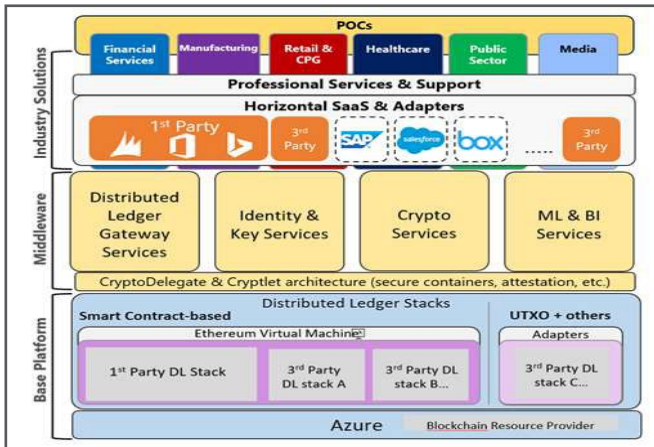 POCs
Financial
Services
Manufacturing
Retail &
CPG
Healthcare
Public
Sector
Media
Professional Services & Support
Horizontal SaaS & Adapters
1st Party
3rd
Party
SAP
salesforce
box
.....
3rd
Party
Industry Solutions
Distributed
Ledger
Gateway
Services
Identity &
Key Services
Crypto
Services
ML & BI
Services
CryptoDelegate & Cryptlet architecture (secure containers, attestation, etc.)
Middleware
Distributed Ledger Stacks
Smart Contract-based
UTXO + others
Ethereum Virtual Machine
Adapters
1st Party DL Stack
3rd Party
DL stack A
3rd Party DL
stack B...
3rd Party DL
stack C...
Azure
Blockchain Resource Provider
Base Platform